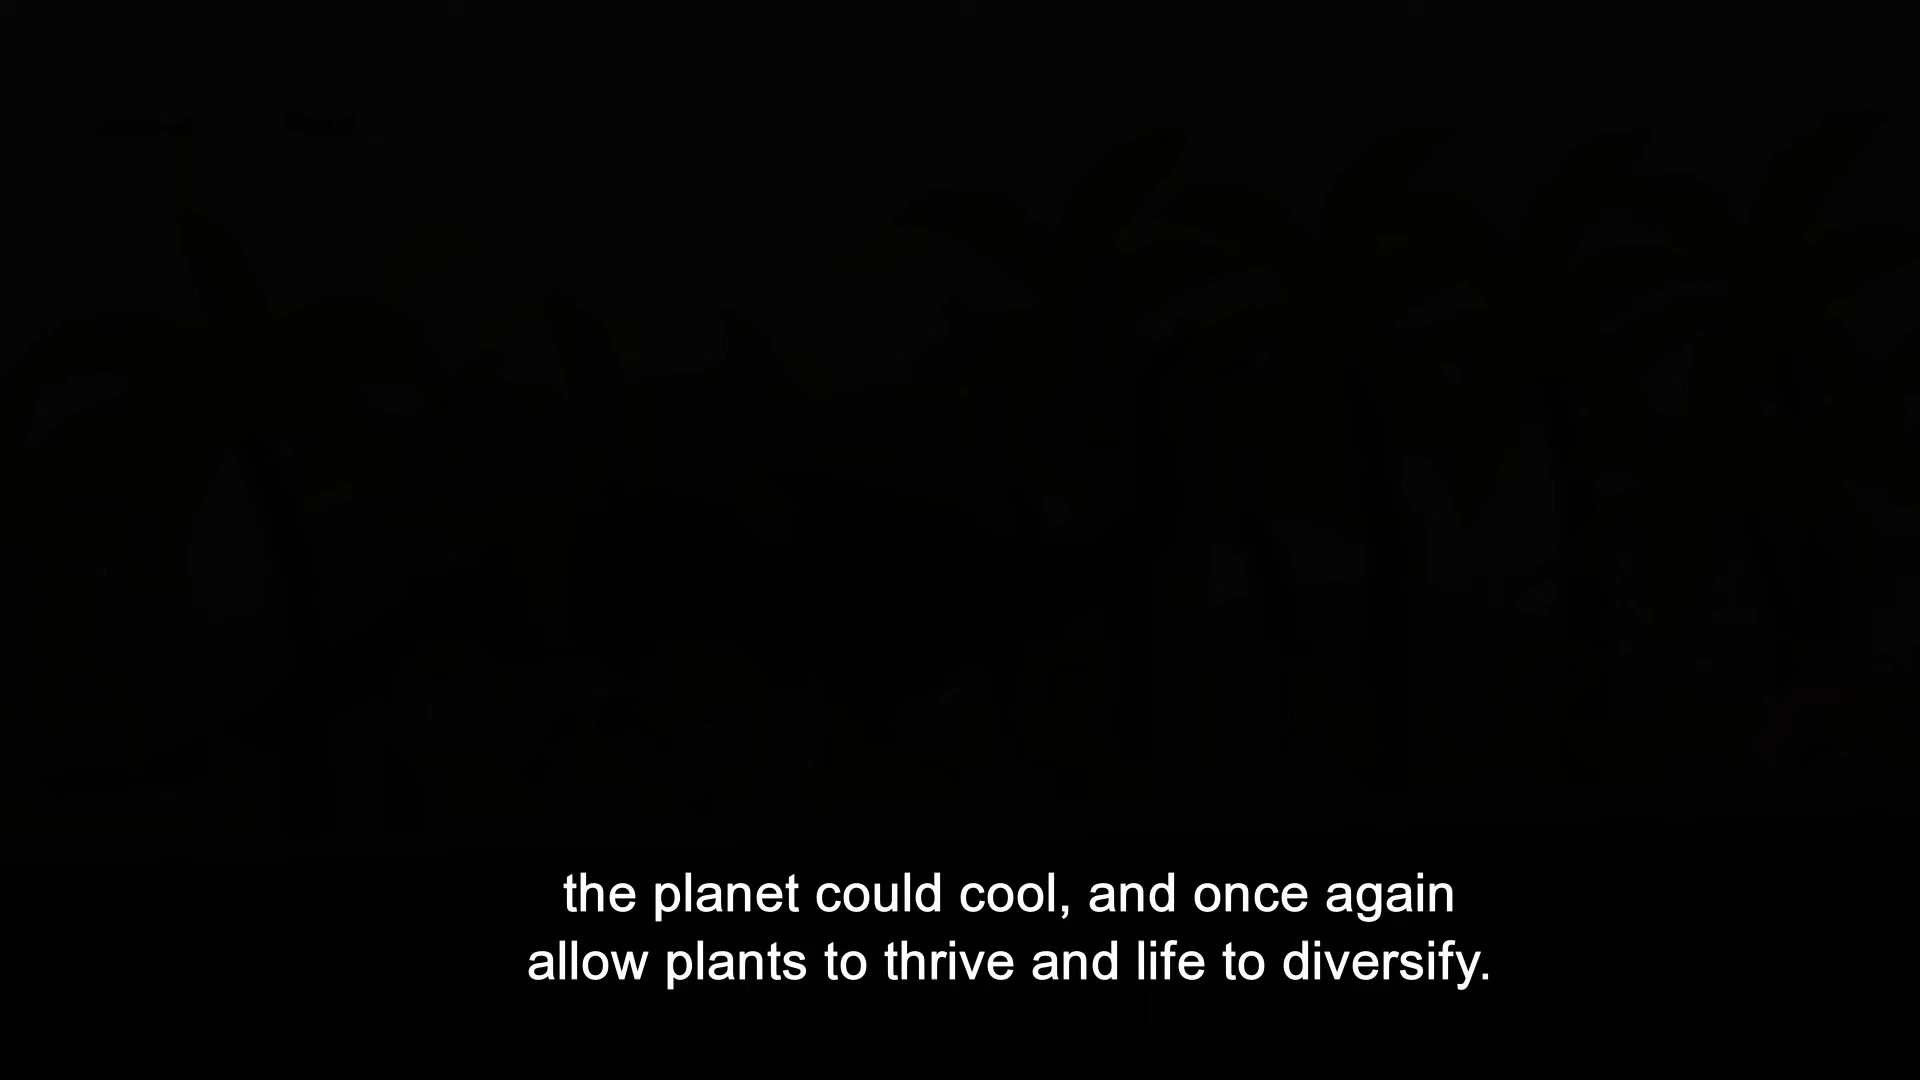 the planet could cool, and once again
allow plants to thrive and life to diversify.